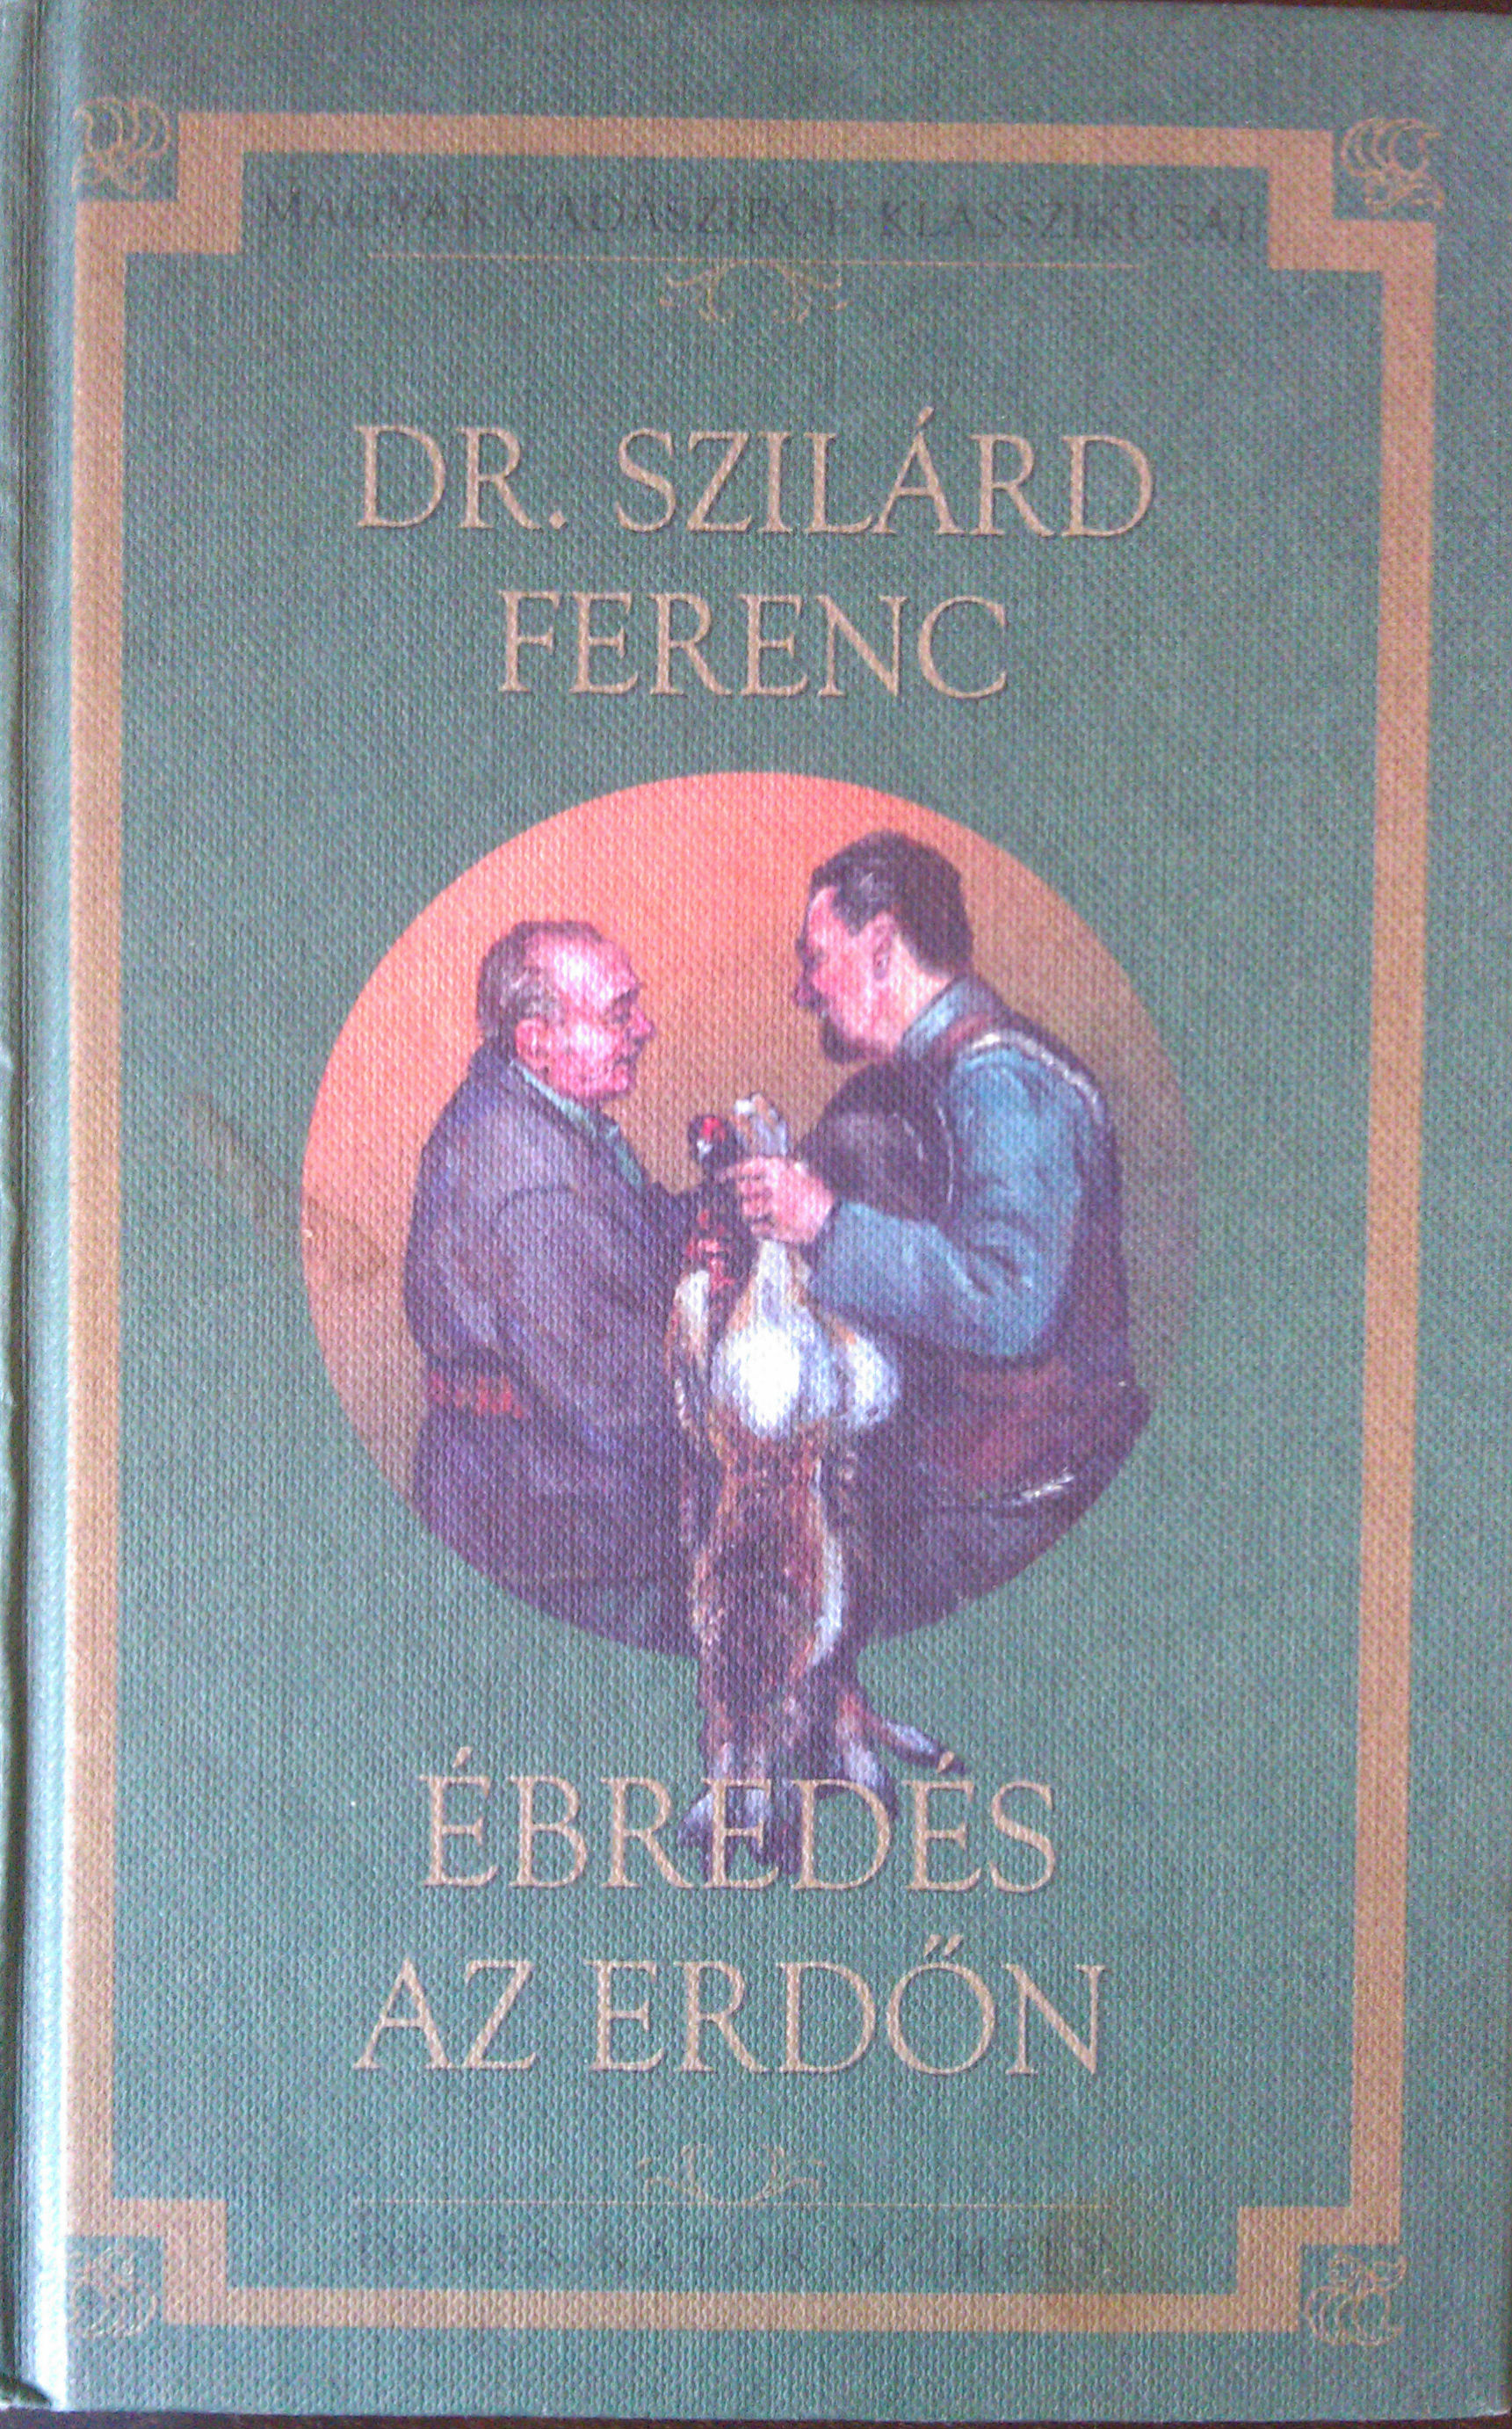 MAGYAR VADÁSZÍRÓK KLASSZIKUSAI
DR. SZILÁRD
FERENC
ÉBREDÉS
AZ ERDŐN